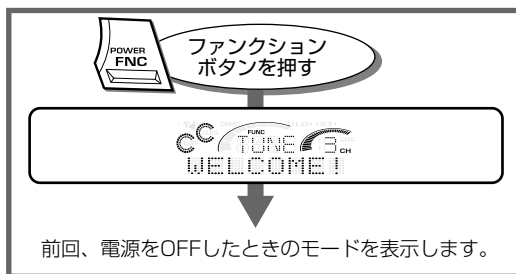 POWER
FNC
ファンクション
ボタンを押す
FUNC
TUNE 3 CH
WELCOME!
前回、電源をOFFしたときのモードを表示します。